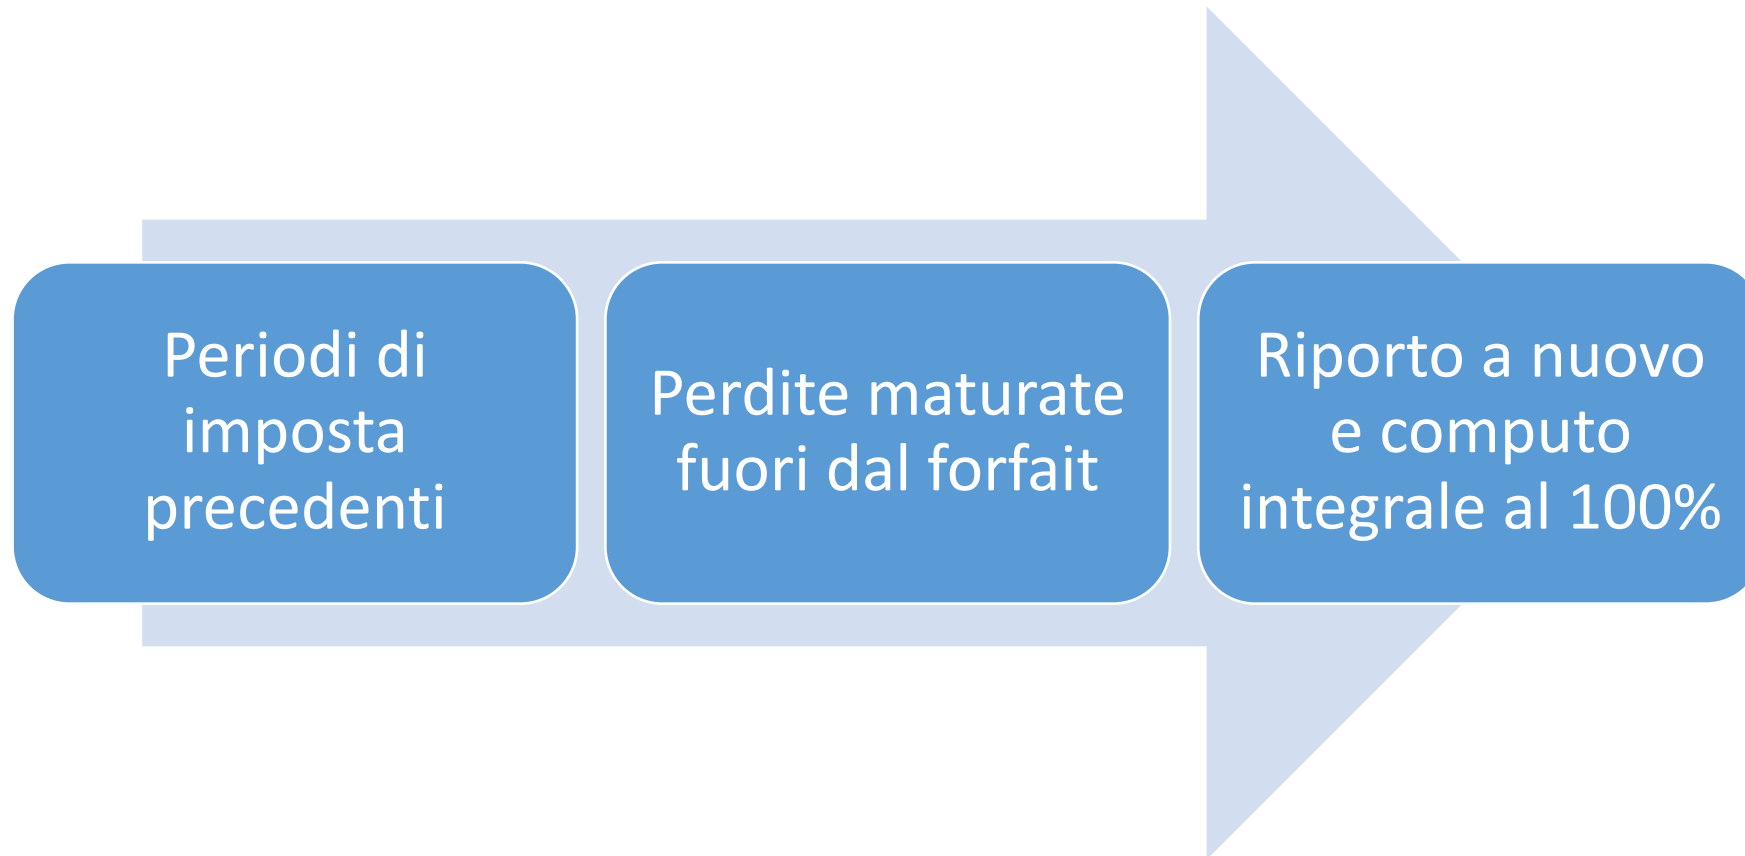 Periodi di
imposta
precedenti
Perdite maturate
fuori dal forfait
Riporto a nuovo
e computo
integrale al 100%